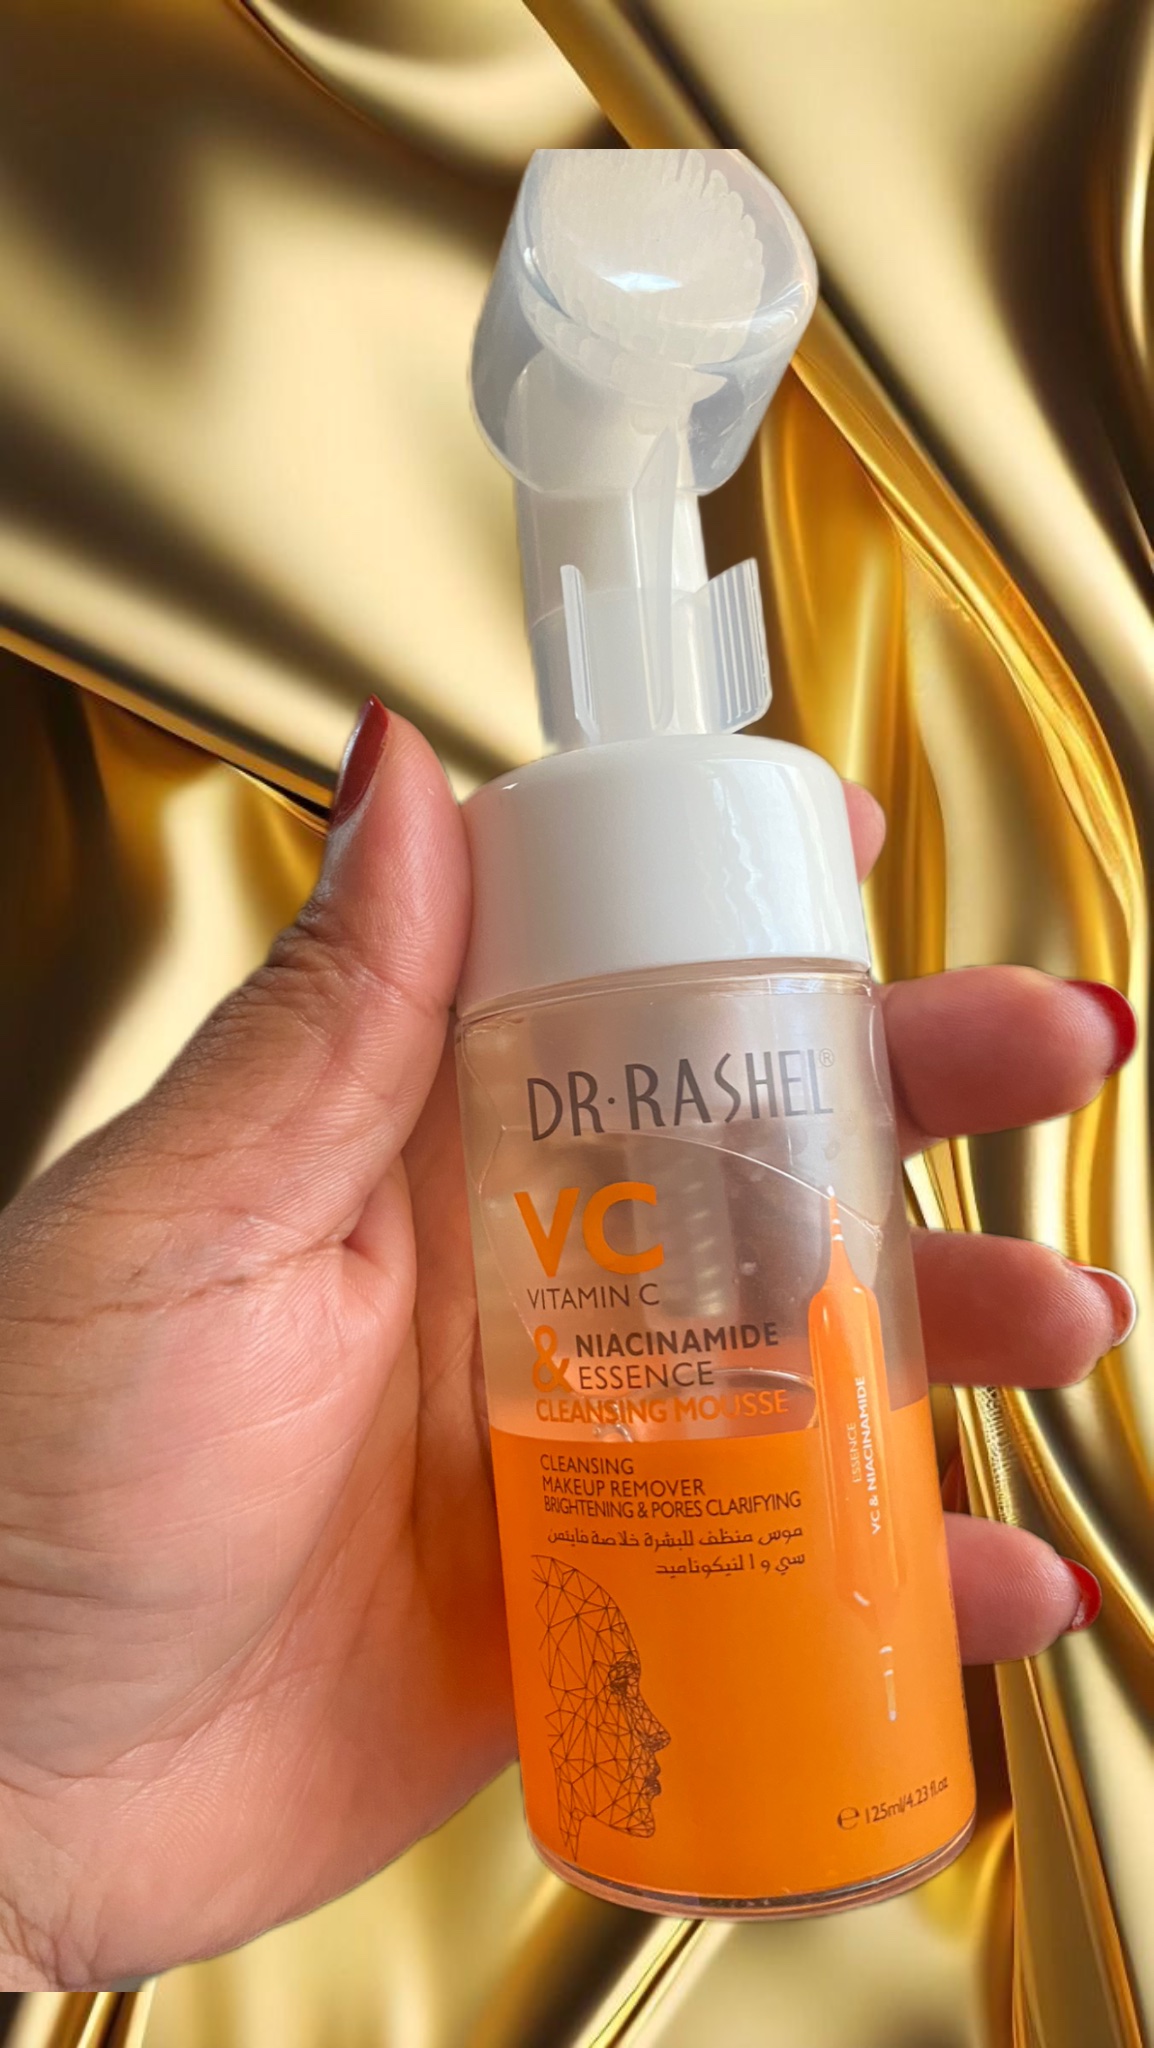 DR·RASHEL®
VC
VITAMIN C
& NIACINAMIDE
ESSENCE
CLEANSING MOUSSE
CLEANSING
MAKEUP REMOVER
BRIGHTENING & PORES CLARIFYING
موس منظف للبشرة خلاصة فايتمن
سي و ا لنيكوناميد
ESSENCE
VC & NIACINAMIDE
℮ 125ml/4.23 fl.oz